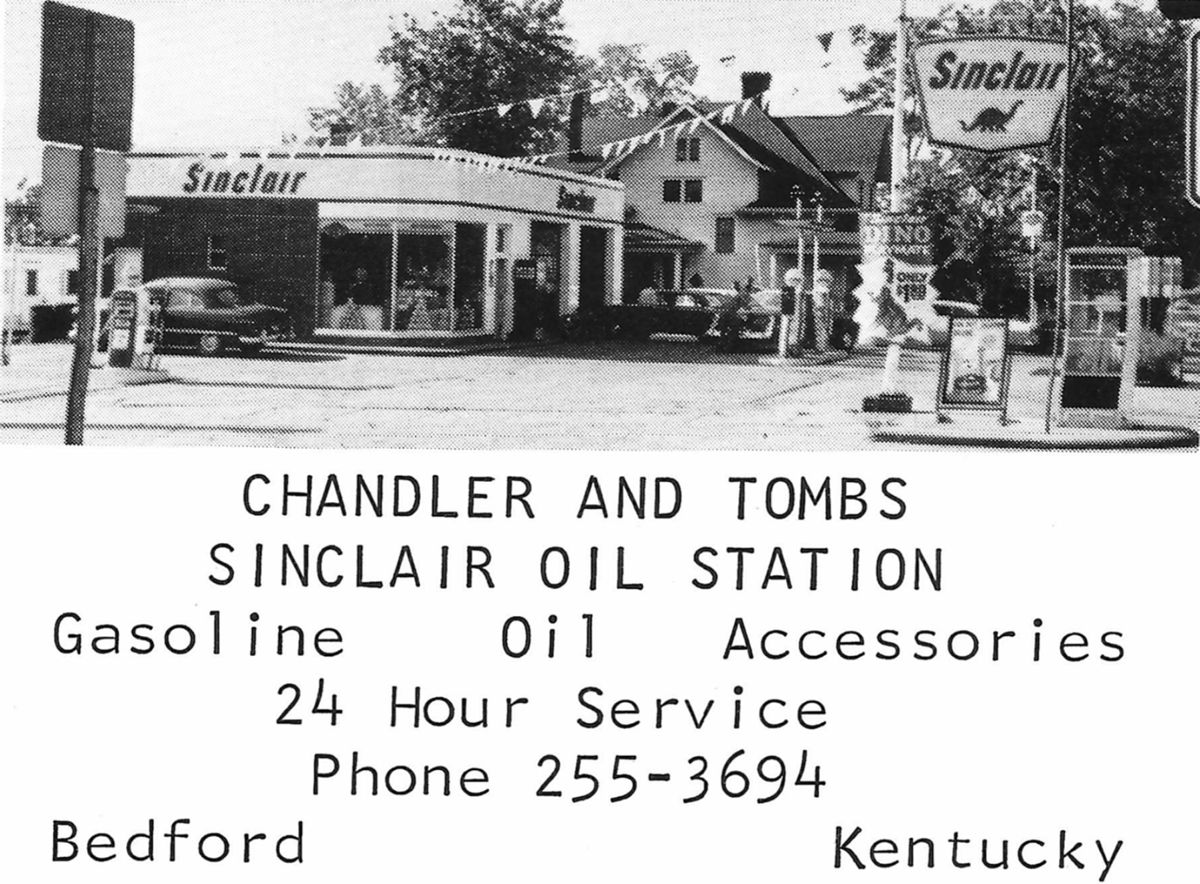 Sinclair
Sinclair
Sinclair
DINO
CHANDLER AND TOMBS
SINCLAIR OIL STATION
Gasoline Oil Accessories
24 Hour Service
Phone 255-3694
Bedford Kentucky